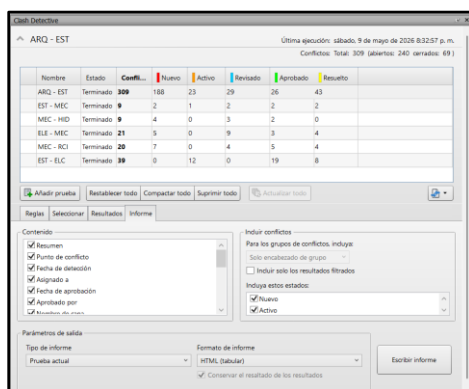 Clash Detective
ARQ - EST Última ejecución: sábado, 9 de mayo de 2026 8:32:57 p. m.
Conflictos: Total: 309 (abiertos: 240 cerrados: 69)
Nombre Estado Confli... Nuevo Activo Revisado Aprobado Resuelto
ARQ - EST Terminado 309 188 23 29 26 43
EST - MEC Terminado 9 2 1 2 2 2
MEC - HID Terminado 9 4 0 3 2 0
ELE - MEC Terminado 21 5 0 9 3 4
MEC - RCI Terminado 20 7 0 4 5 4
EST - ELC Terminado 39 0 12 0 19 8
Añadir prueba Restablecer todo Compactar todo Suprimir todo Actualizar todo
Reglas Seleccionar Resultados Informe
Contenido
Resumen
Punto de conflicto
Fecha de detección
Asignado a
Fecha de aprobación
Aprobado por
Nombre de capa
Incluir conflictos
Para los grupos de conflictos, incluya:
Solo encabezado de grupo
Incluir solo los resultados filtrados
Incluya estos estados:
Nuevo
Activo
Parámetros de salida
Tipo de informe
Prueba actual
Formato de informe
HTML (tabular)
Conservar el resaltado de los resultados
Escribir informe